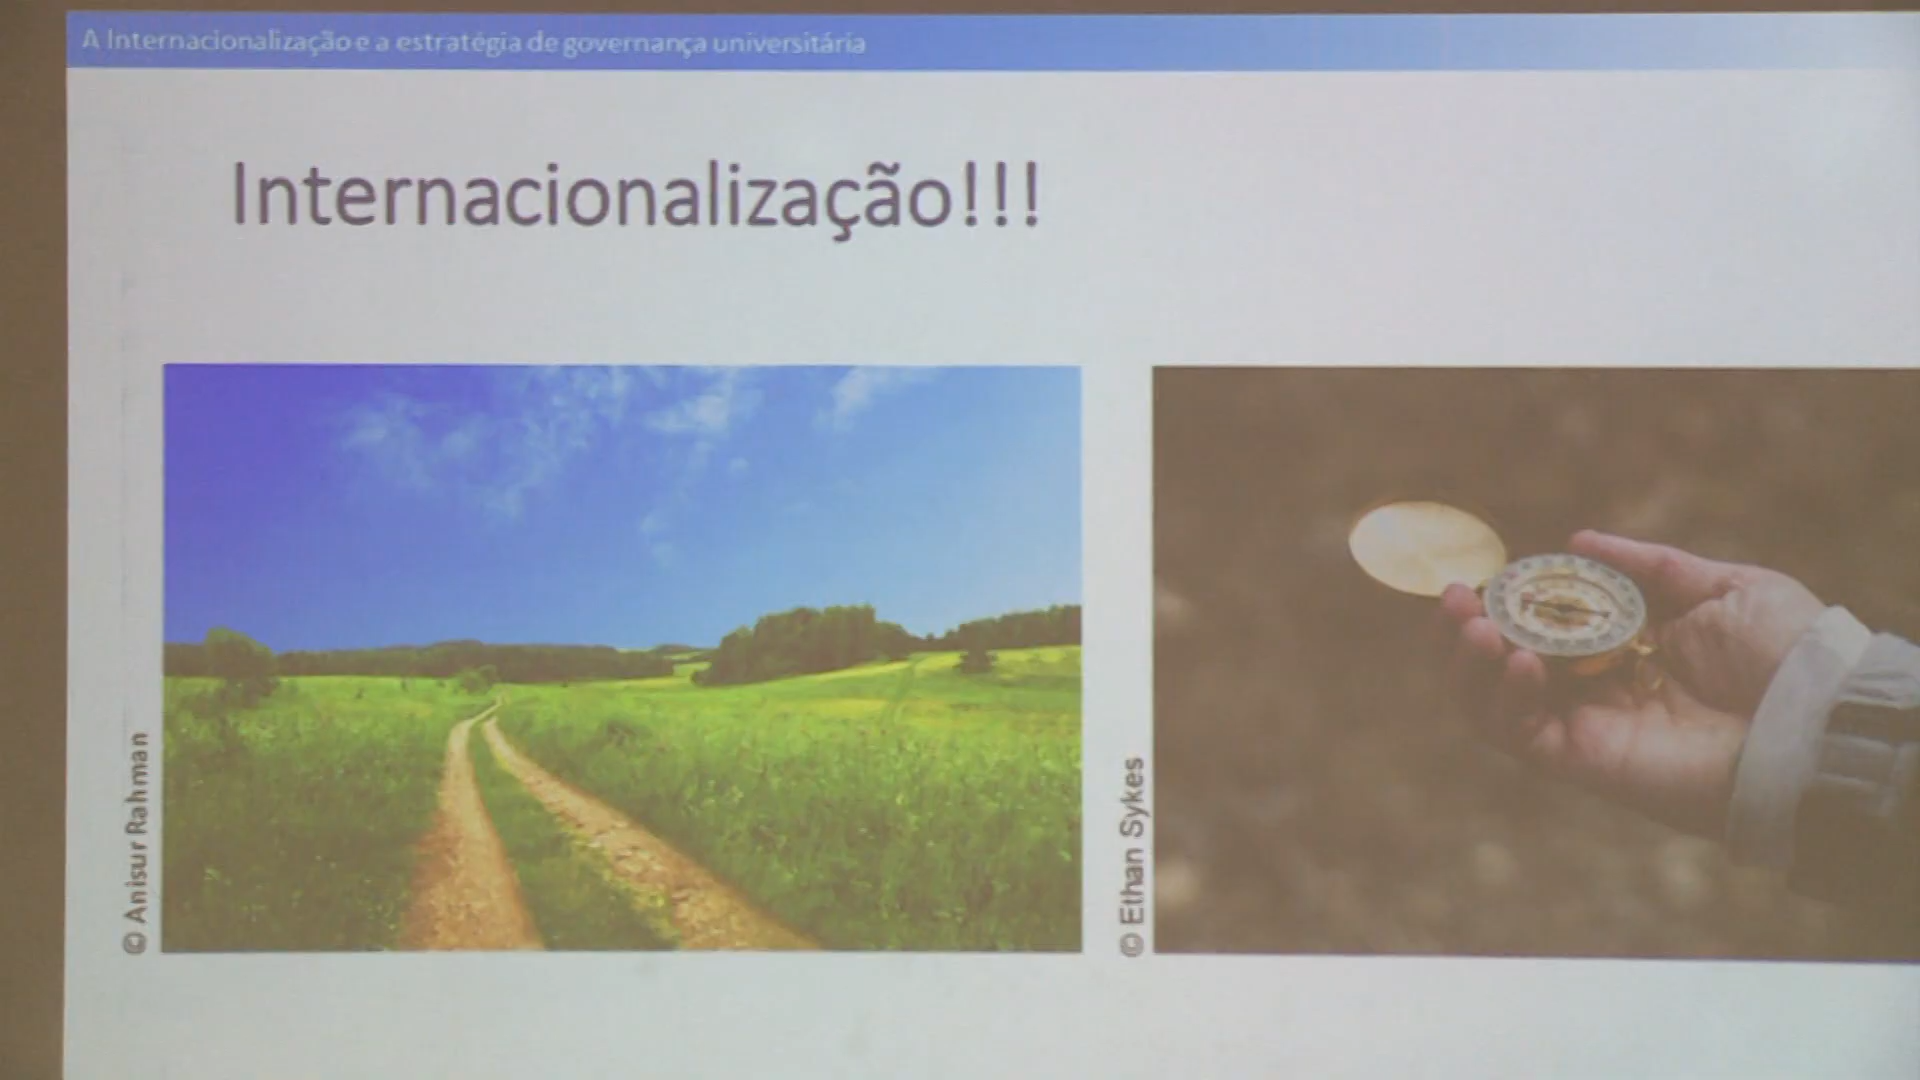 A Internacionalização e a estratégia de governança universitária
Internacionalização!!!
© Anisur Rahman
© Ethan Sykes